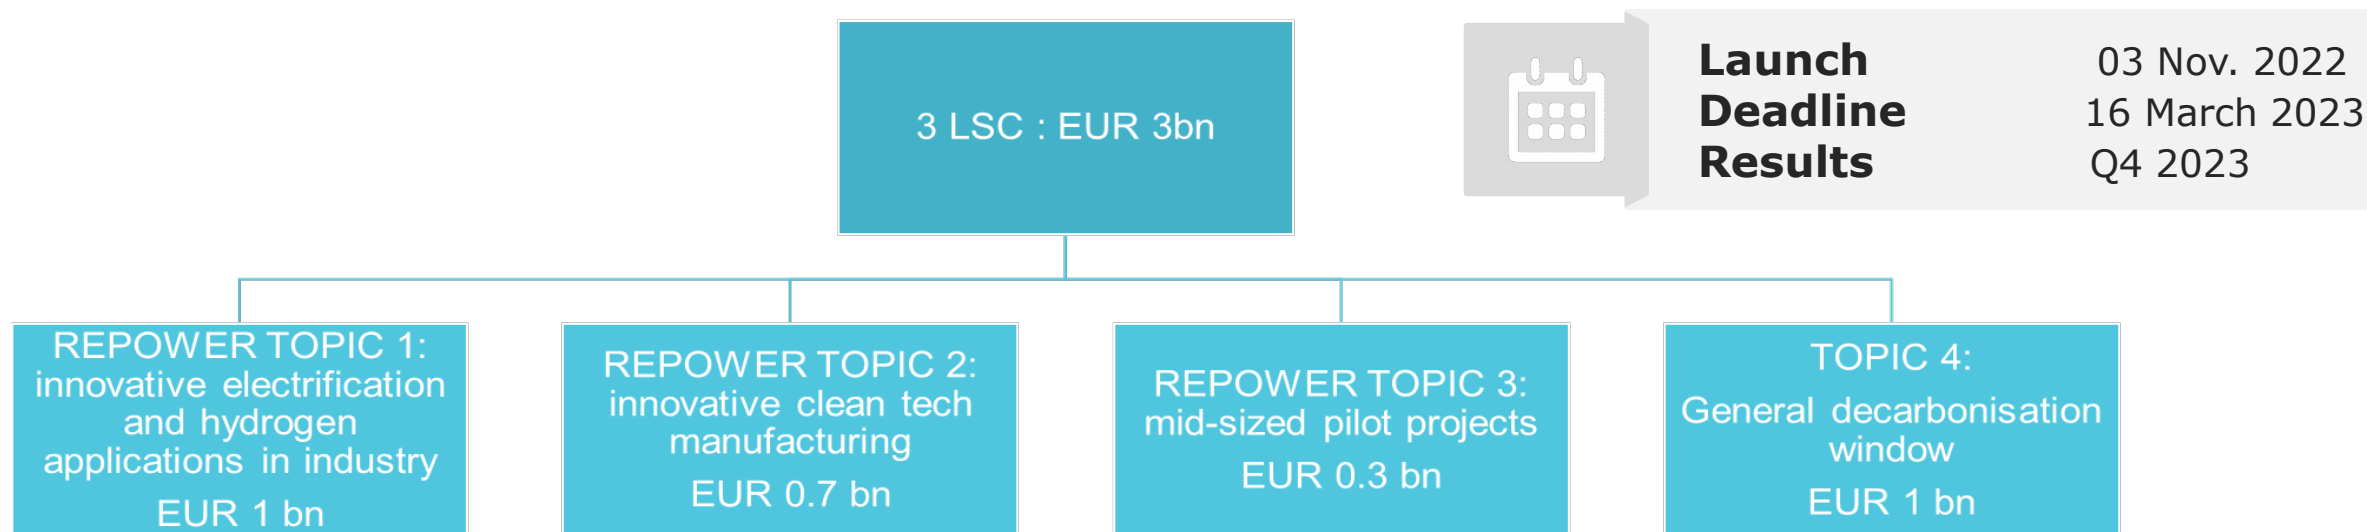 3 LSC : EUR 3bn
Launch 03 Nov. 2022
Deadline 16 March 2023
Results Q4 2023
REPOWER TOPIC 1:
innovative electrification
and hydrogen
applications in industry
EUR 1 bn
REPOWER TOPIC 2:
innovative clean tech
manufacturing
EUR 0.7 bn
REPOWER TOPIC 3:
mid-sized pilot projects
EUR 0.3 bn
TOPIC 4:
General decarbonisation
window
EUR 1 bn